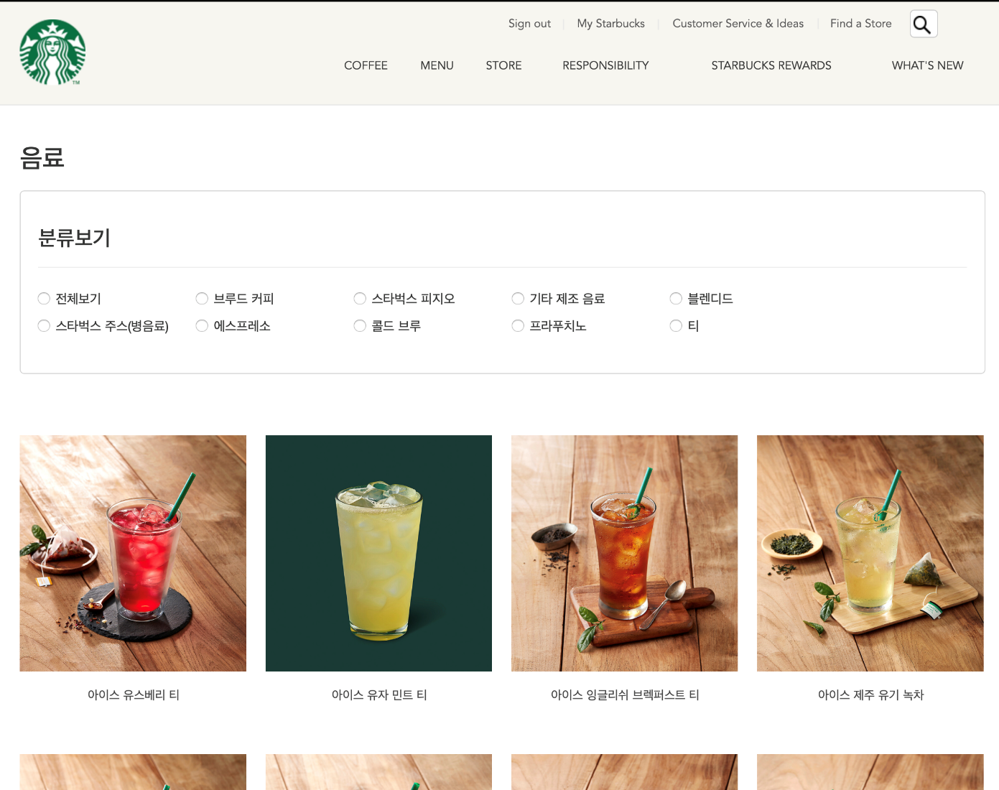 Sign out
My Starbucks
Customer Service & Ideas
Find a Store
COFFEE
MENU
STORE
RESPONSIBILITY
STARBUCKS REWARDS
WHAT'S NEW
TM
음료
분류보기
전체보기
브루드 커피
스타벅스 피지오
기타 제조 음료
블렌디드
스타벅스 주스(병음료)
에스프레소
콜드 브루
프라푸치노
티
아이스 유스베리 티
아이스 유자 민트 티
아이스 잉글리쉬 브렉퍼스트 티
아이스 제주 유기 녹차